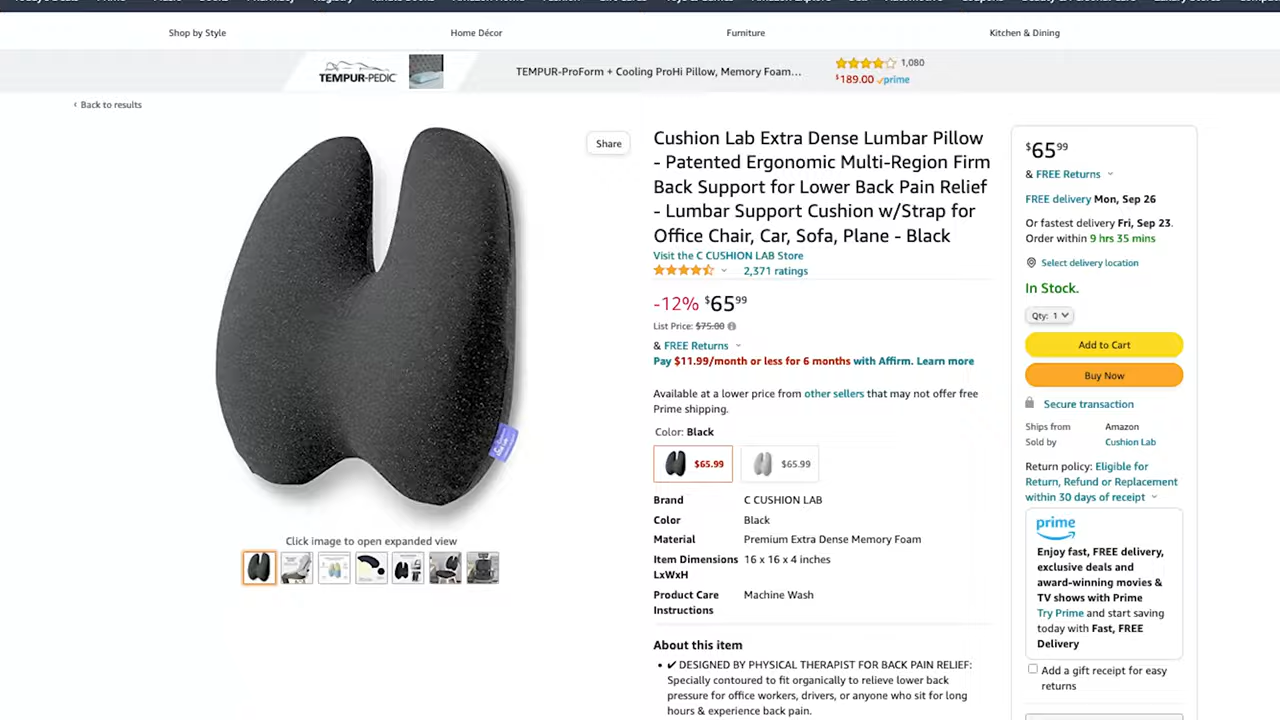 Shop by Style
Home Décor
Furniture
Kitchen & Dining
TEMPUR-PEDIC
TEMPUR-ProForm + Cooling ProHi Pillow, Memory Foam…
1,080
$189.00 prime
‹ Back to results
Share
Cushion Lab Extra Dense Lumbar Pillow
- Patented Ergonomic Multi-Region Firm
Back Support for Lower Back Pain Relief
- Lumbar Support Cushion w/Strap for
Office Chair, Car, Sofa, Plane - Black
Visit the C CUSHION LAB Store
2,371 ratings
-12% $6599
List Price: $75.00
& FREE Returns
Pay $11.99/month or less for 6 months with Affirm. Learn more
Available at a lower price from other sellers that may not offer free
Prime shipping.
Color: Black
$65.99
$65.99
Brand C CUSHION LAB
Color Black
Material Premium Extra Dense Memory Foam
Item Dimensions 16 x 16 x 4 inches
LxWxH
Product Care Machine Wash
Instructions
About this item
• ✔ DESIGNED BY PHYSICAL THERAPIST FOR BACK PAIN RELIEF:
Specially contoured to fit organically to relieve lower back
pressure for office workers, drivers, or anyone who sit for long
hours & experience back pain.
Click image to open expanded view
$6599
& FREE Returns
FREE delivery Mon, Sep 26
Or fastest delivery Fri, Sep 23.
Order within 9 hrs 35 mins
Select delivery location
In Stock.
Qty: 1
Add to Cart
Buy Now
Secure transaction
Ships from Amazon
Sold by Cushion Lab
Return policy: Eligible for
Return, Refund or Replacement
within 30 days of receipt
prime
Enjoy fast, FREE delivery,
exclusive deals and
award-winning movies &
TV shows with Prime
Try Prime and start saving
today with Fast, FREE
Delivery
Add a gift receipt for easy
returns